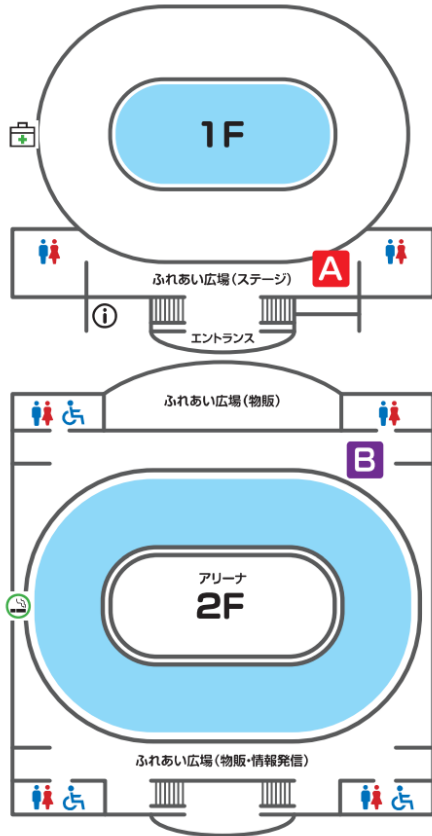 1F
ふれあい広場(ステージ)
A
エントランス
ふれあい広場(物販)
B
アリーナ
2F
ふれあい広場(物販・情報発信)